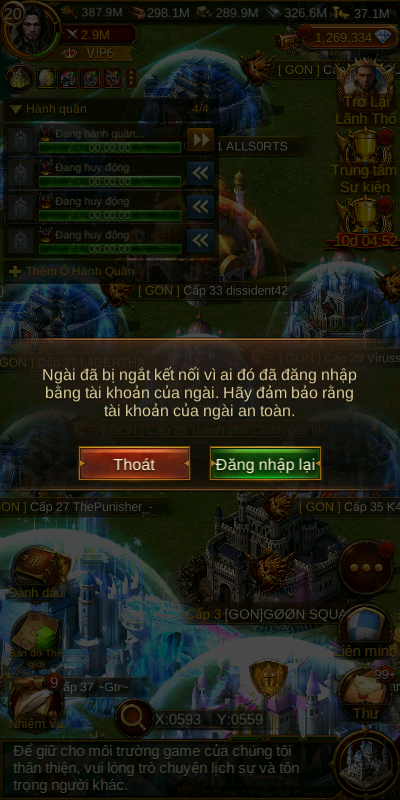 20
387.9M 298.1M 289.9M 326.6M 37.1M
2.9M
1,269,334
VIP6
[ GON ]
Trở Lại
Lãnh Thổ
Hành quân 4/4
Đang hành quân...
00:00:00
ALLS0RTS
Đang huy động
00:00:00
Trung tâm
Sự kiện
Đang huy động
00:00:00
Đang huy động
00:00:00
10d 04:52
Thêm Ô Hành Quân
[ GON ] Cấp 33 dissident42
Cấp 27
[ GON ] Cấp 29 Viruss
Ngài đã bị ngắt kết nối vì ai đó đã đăng nhập
bằng tài khoản của ngài. Hãy đảm bảo rằng
tài khoản của ngài an toàn.
Thoát
Đăng nhập lại
GON ] Cấp 27 ThePunisher_-
[ GON ] Cấp 35 K4
Đánh dấu
Cấp 3 [GON]GØØN SQUA
Bản đồ Thế
giới
Liên minh
9
Cấp 37 ~Gtr~
99+
Nhiệm vụ
X:0593 Y:0559
Thư
Để giữ cho môi trường game của chúng tôi
thân thiện, vui lòng trò chuyện lịch sự và tôn
trọng người khác.